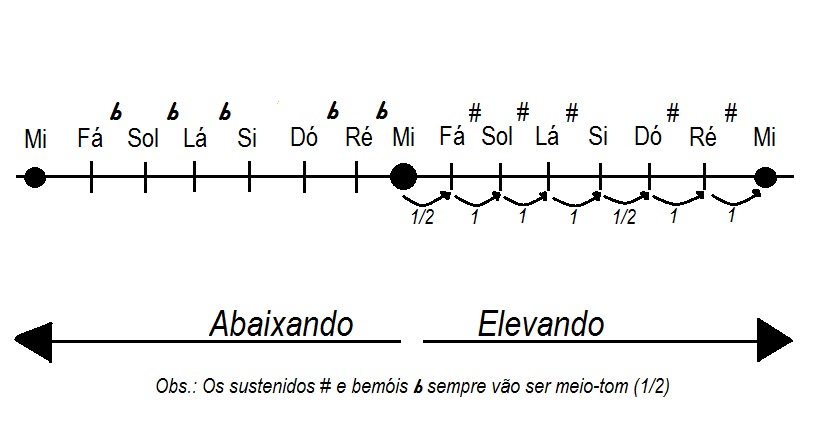 b b b b b # # # # #
Mi Fá Sol Lá Si Dó Ré Mi Fá Sol Lá Si Dó Ré Mi
1/2 1 1 1 1/2 1 1
Abaixando Elevando
Obs.: Os sustenidos # e bemóis b sempre vão ser meio-tom (1/2)